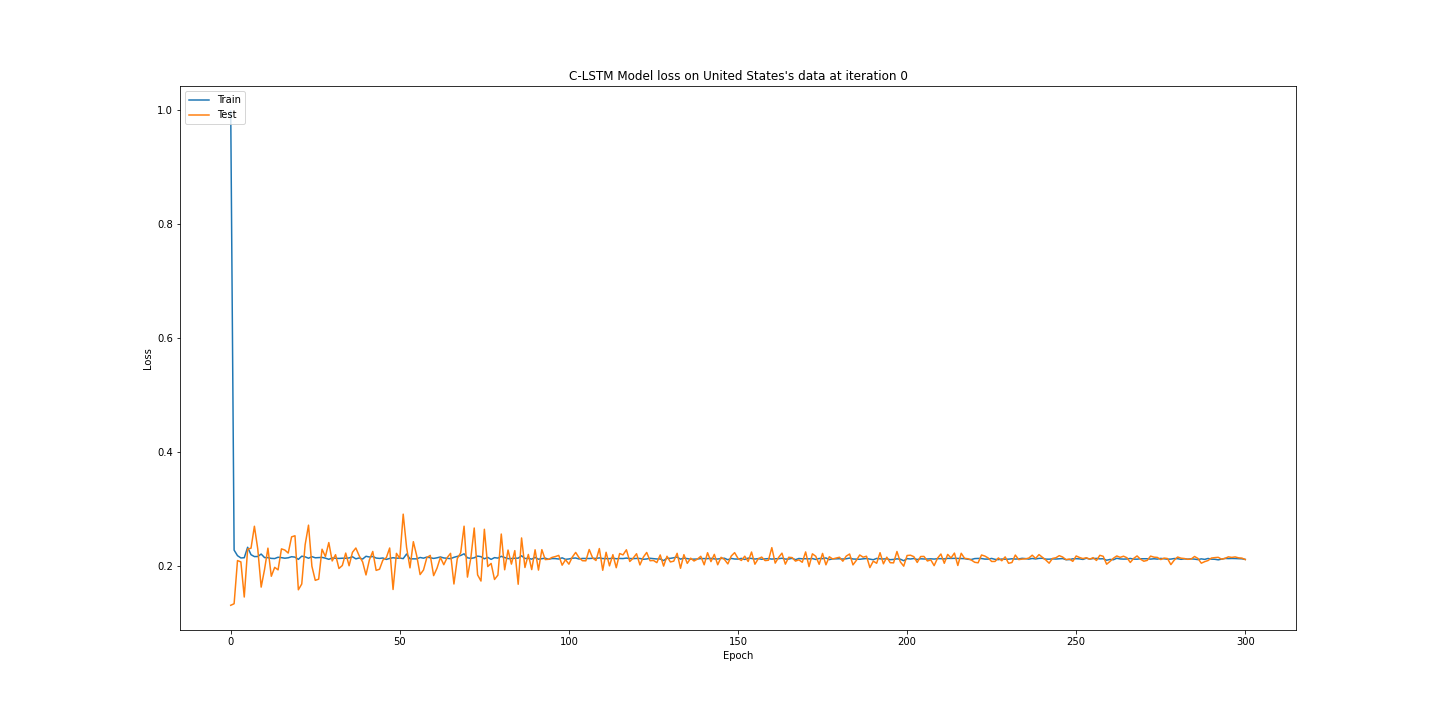 C-LSTM Model loss on United States's data at iteration 0
Train
Test
1.0
0.8
0.6
0.4
0.2
Loss
0 50 100 150 200 250 300
Epoch